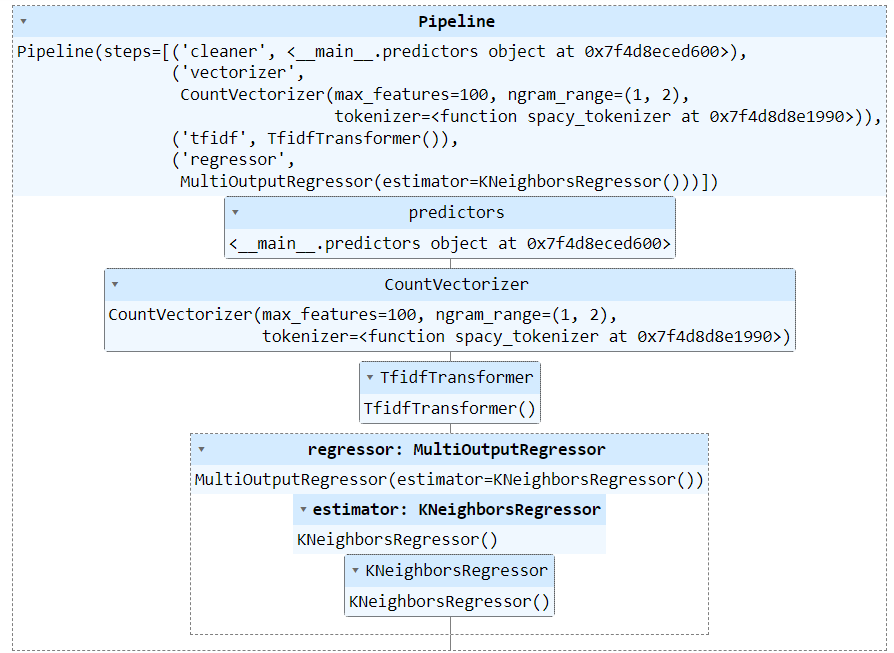 Pipeline
Pipeline(steps=[('cleaner', <__main__.predictors object at 0x7f4d8eced600>),
('vectorizer',
CountVectorizer(max_features=100, ngram_range=(1, 2),
tokenizer=<function spacy_tokenizer at 0x7f4d8d8e1990>)),
('tfidf', TfidfTransformer()),
('regressor',
MultiOutputRegressor(estimator=KNeighborsRegressor()))])
predictors
<__main__.predictors object at 0x7f4d8eced600>
CountVectorizer
CountVectorizer(max_features=100, ngram_range=(1, 2),
tokenizer=<function spacy_tokenizer at 0x7f4d8d8e1990>)
TfidfTransformer
TfidfTransformer()
regressor: MultiOutputRegressor
MultiOutputRegressor(estimator=KNeighborsRegressor())
estimator: KNeighborsRegressor
KNeighborsRegressor()
KNeighborsRegressor
KNeighborsRegressor()